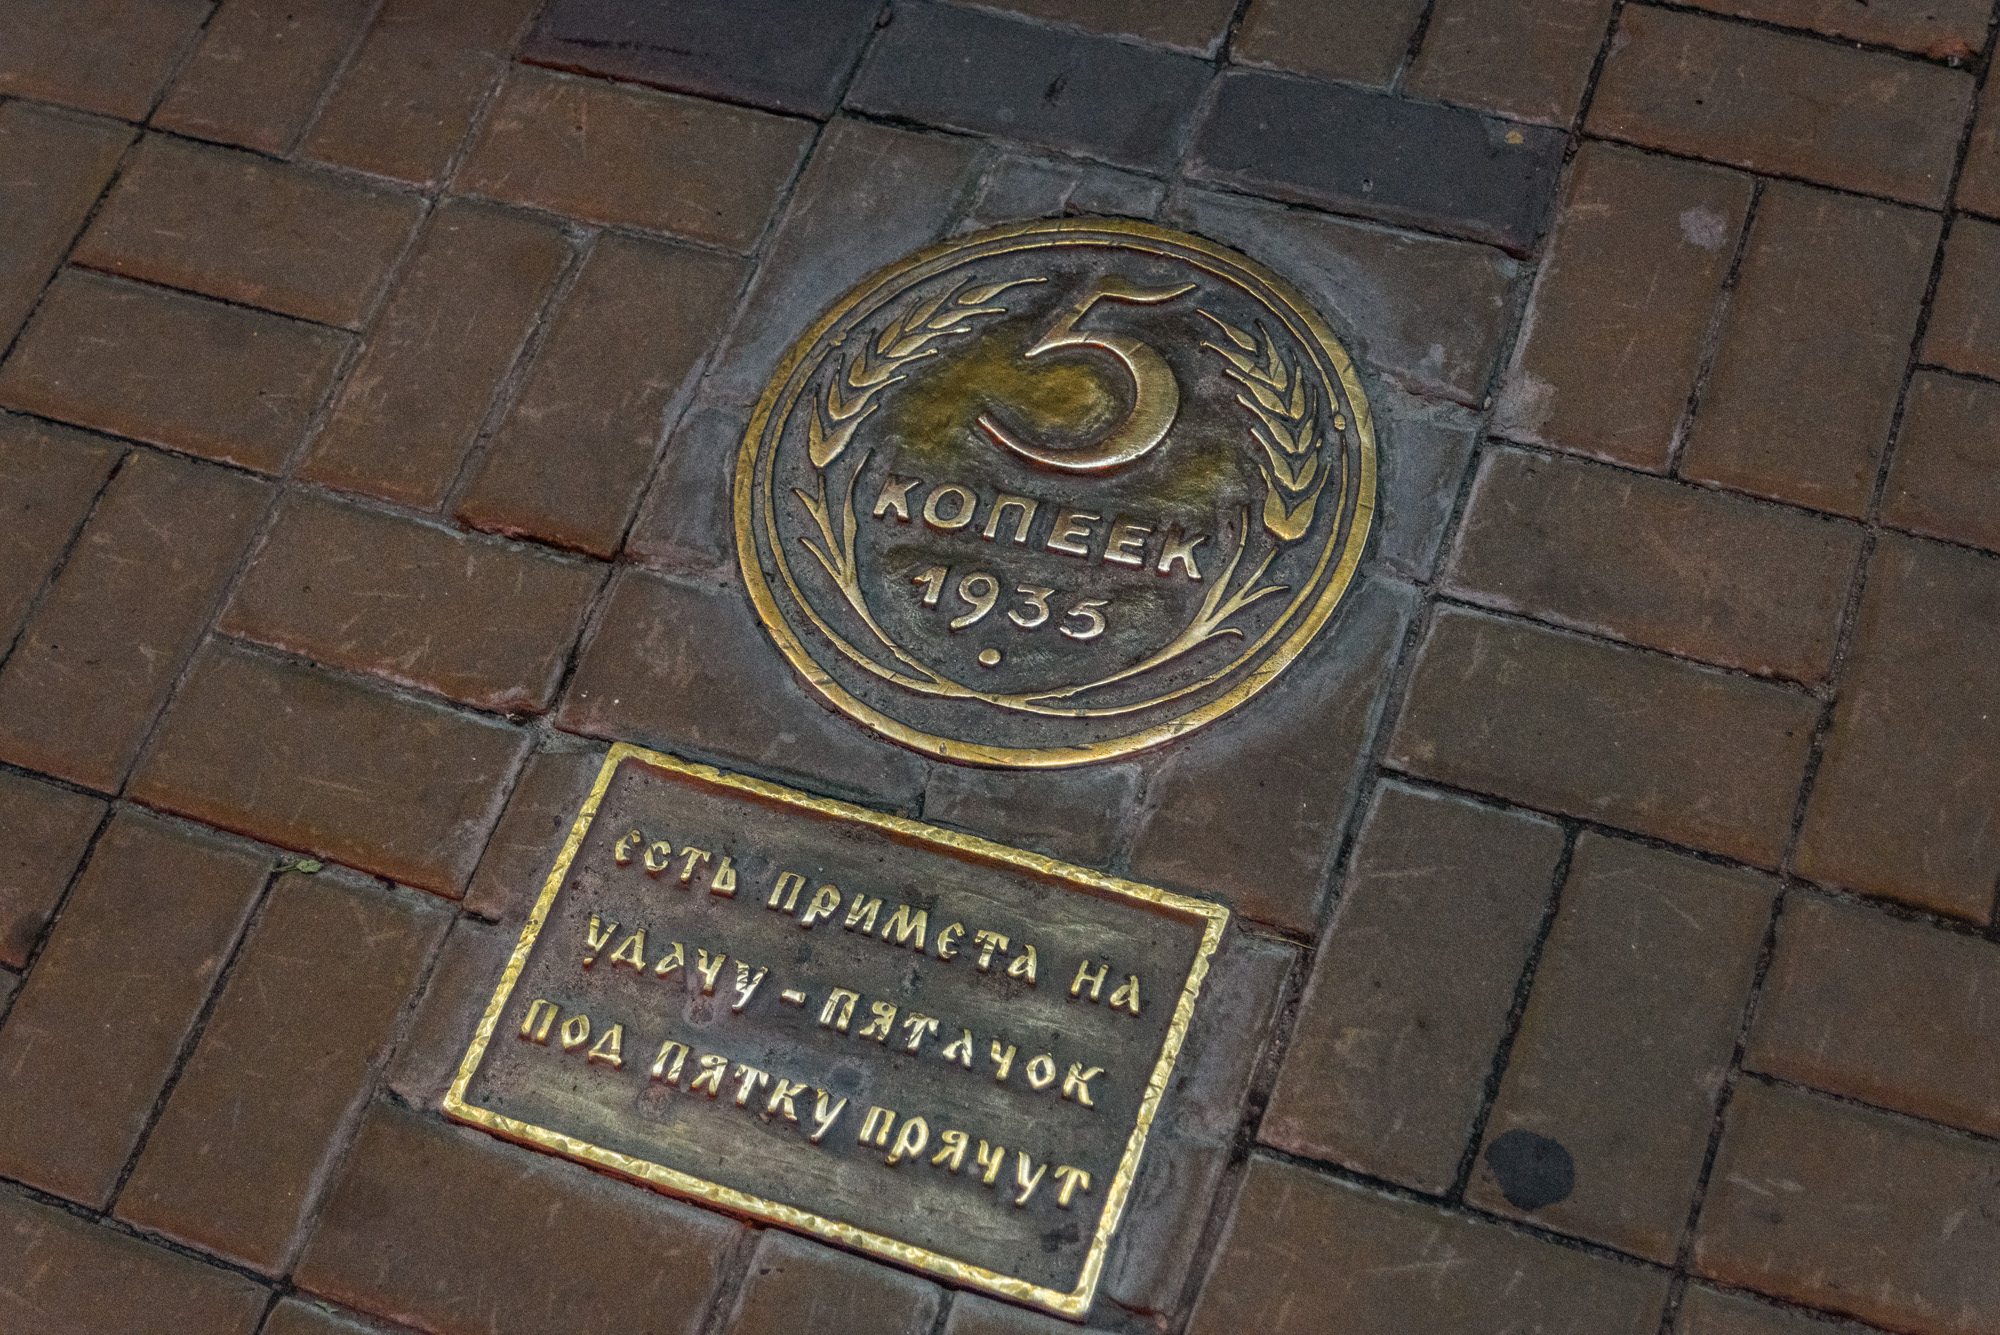 5
КОПЕЕК
1935
ЕСТЬ ПРИМЕТА НА
УДАЧУ - ПЯТАЧОК
ПОД ПЯТКУ ПРЯЧУТ